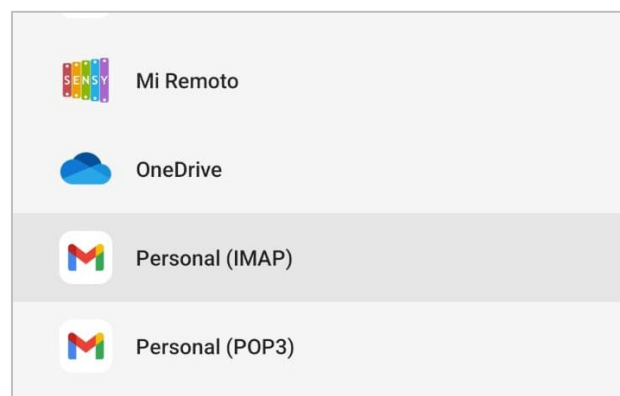 SENSY
Mi Remoto
OneDrive
Personal (IMAP)
Personal (POP3)